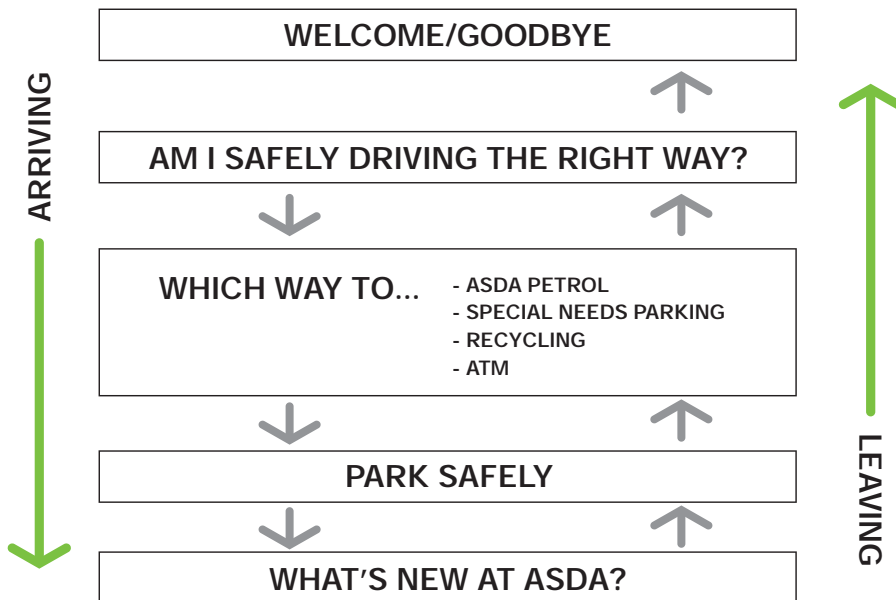 WELCOME/GOODBYE
ARRIVING
AM I SAFELY DRIVING THE RIGHT WAY?
WHICH WAY TO...
- ASDA PETROL
- SPECIAL NEEDS PARKING
- RECYCLING
- ATM
PARK SAFELY
LEAVING
WHAT'S NEW AT ASDA?